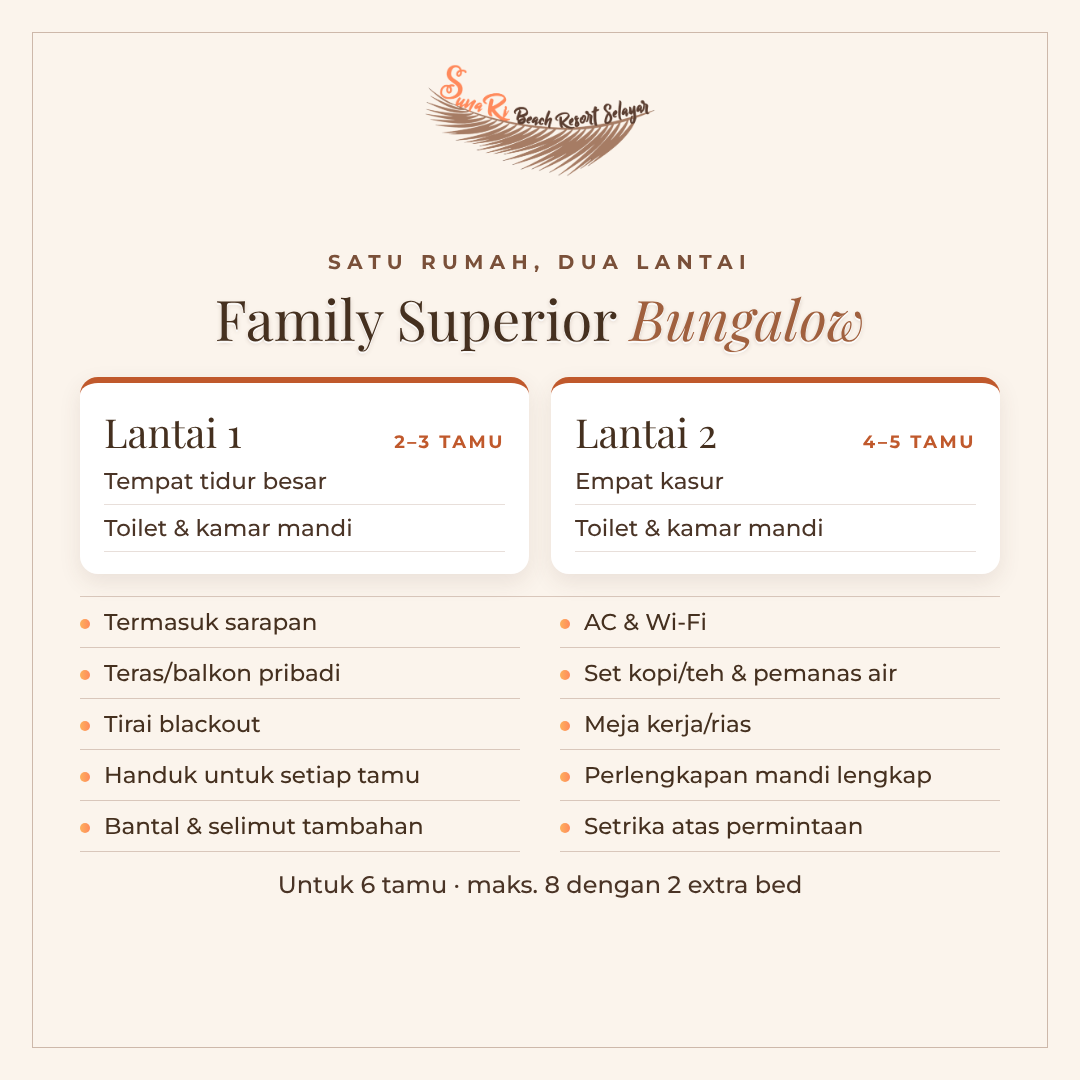 SunaRi Beach Resort Selayar
SATU RUMAH, DUA LANTAI
Family Superior Bungalow
Lantai 1
2–3 TAMU
Tempat tidur besar
Toilet & kamar mandi
Lantai 2
4–5 TAMU
Empat kasur
Toilet & kamar mandi
Termasuk sarapan
AC & Wi-Fi
Teras/balkon pribadi
Set kopi/teh & pemanas air
Tirai blackout
Meja kerja/rias
Handuk untuk setiap tamu
Perlengkapan mandi lengkap
Bantal & selimut tambahan
Setrika atas permintaan
Untuk 6 tamu · maks. 8 dengan 2 extra bed